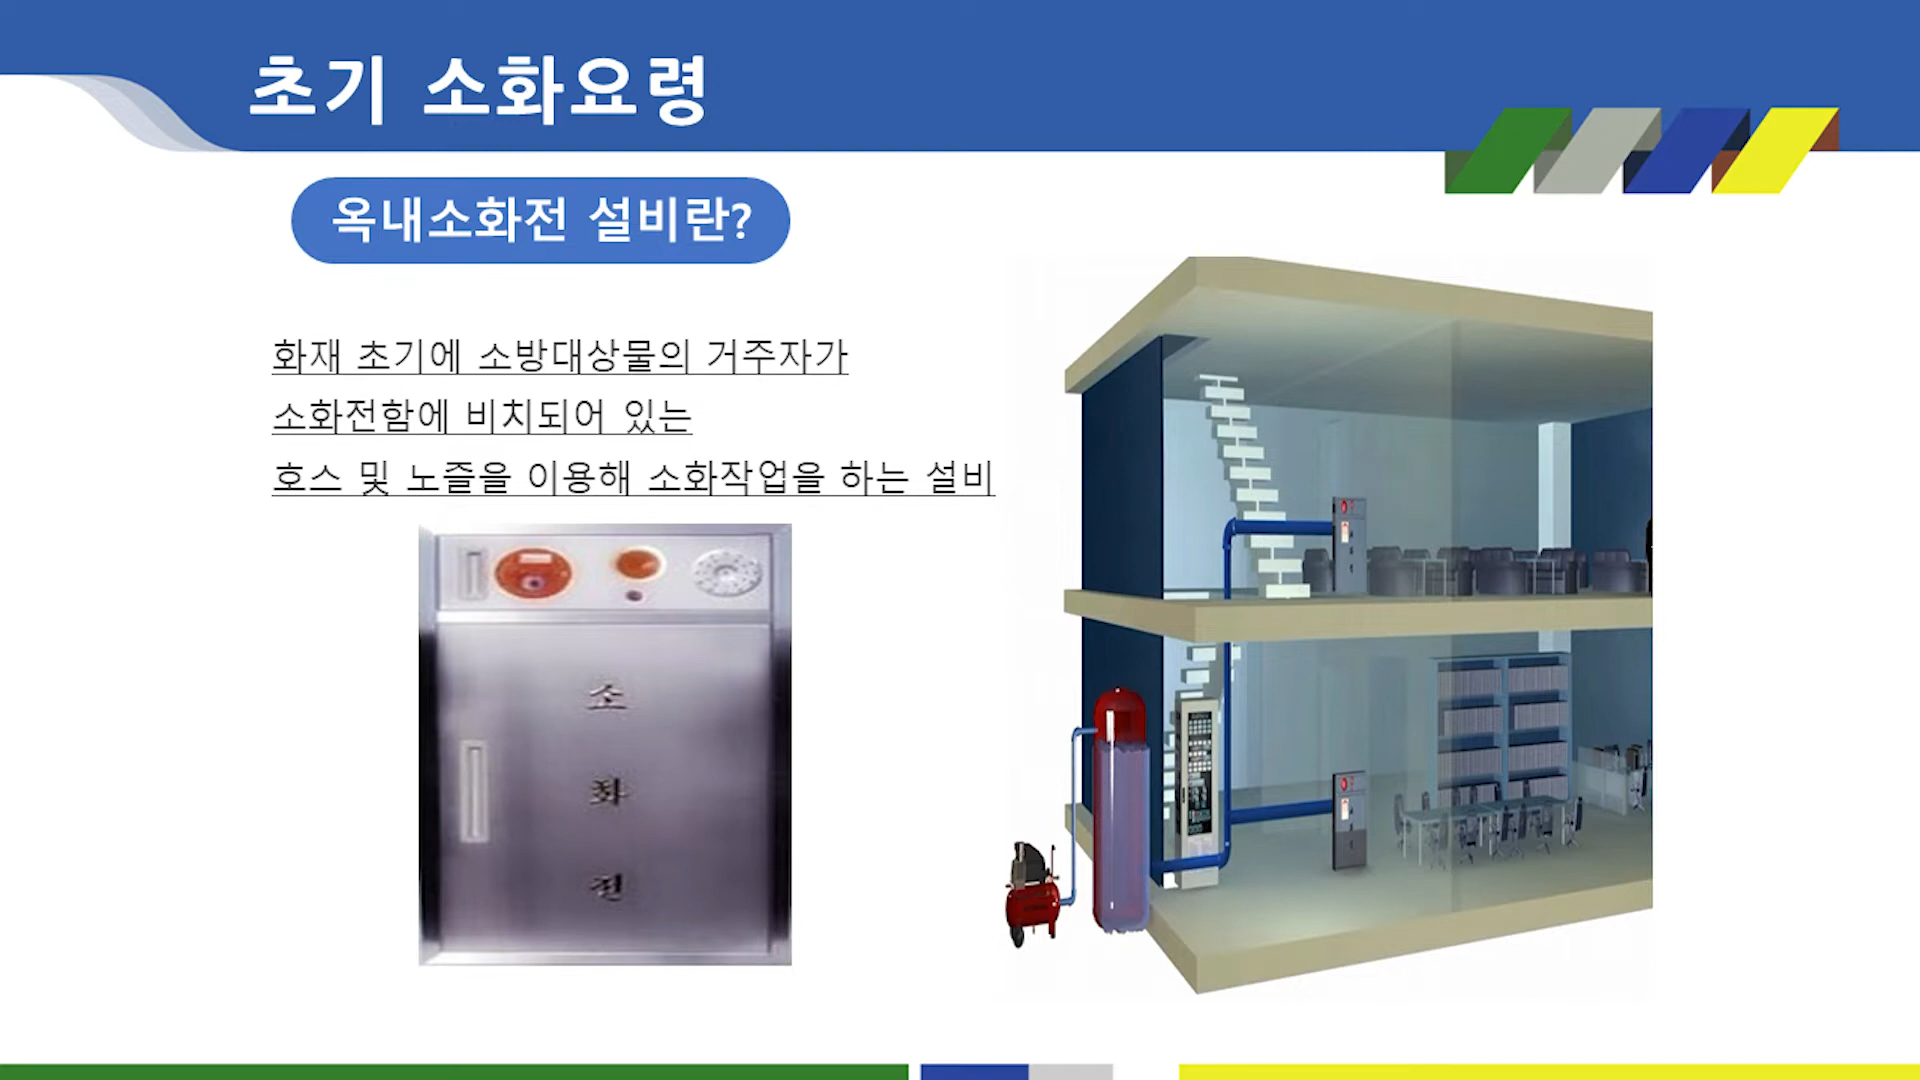 초기 소화요령
옥내소화전 설비란?
화재 초기에 소방대상물의 거주자가
소화전함에 비치되어 있는
호스 및 노즐을 이용해 소화작업을 하는 설비
소
화
전